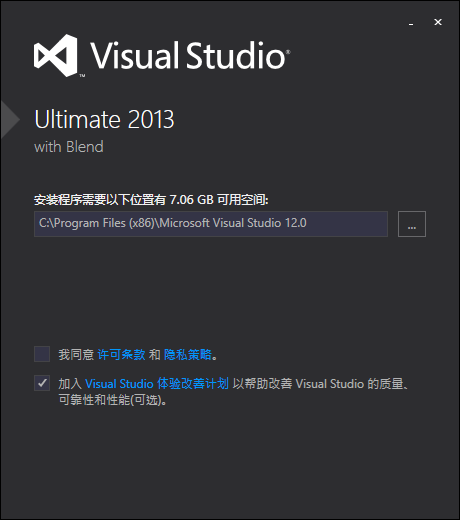 Visual Studio®
Ultimate 2013
with Blend
安装程序需要以下位置有 7.06 GB 可用空间:
C:\Program Files (x86)\Microsoft Visual Studio 12.0
...
我同意 许可条款 和 隐私策略。
加入 Visual Studio 体验改善计划 以帮助改善 Visual Studio 的质量、
可靠性和性能(可选)。